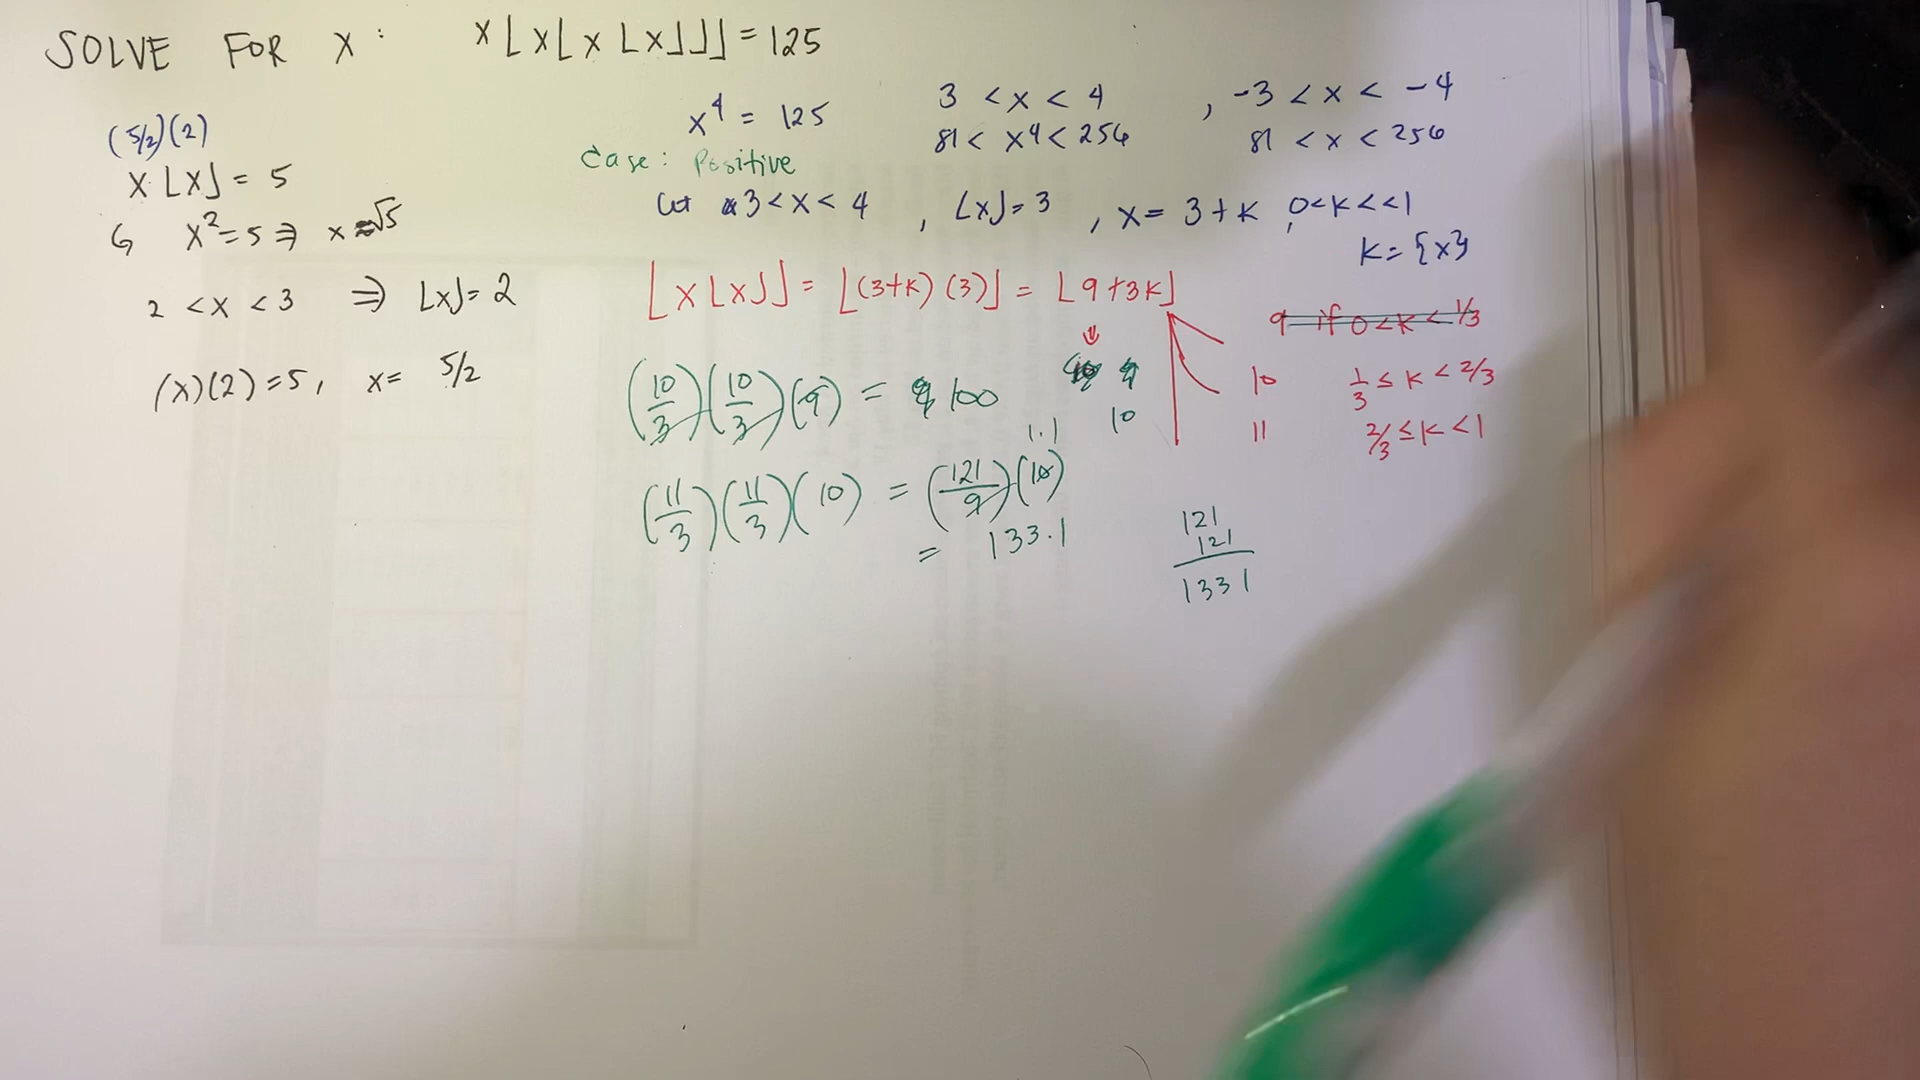 SOLVE FOR X : x⌊x⌊x⌊x⌋⌋⌋ = 125
(5/2)(2)
x·⌊x⌋ = 5
x² = 5 ⇒ x ≈ √5
2 < x < 3 ⇒ ⌊x⌋ = 2
(x)(2) = 5, x = 5/2
x⁴ = 125
3 < x < 4 , -3 < x < -4
81 < x⁴ < 256
81 < x < 256
Case: Positive
Let 3 < x < 4 , ⌊x⌋ = 3 , x = 3 + k , 0 < k < < 1
k = {x}
⌊x⌊x⌋⌋ = ⌊(3+k)(3)⌋ = ⌊9+3k⌋
9 if 0 < k < 1/3
10 1/3 ≤ k < 2/3
11 2/3 ≤ k < 1
9
10
(10/3)(10/3)(9) = 100
1.1
(11/3)(11/3)(10) = (121/9)(10)
= 133.1
121
121
1331